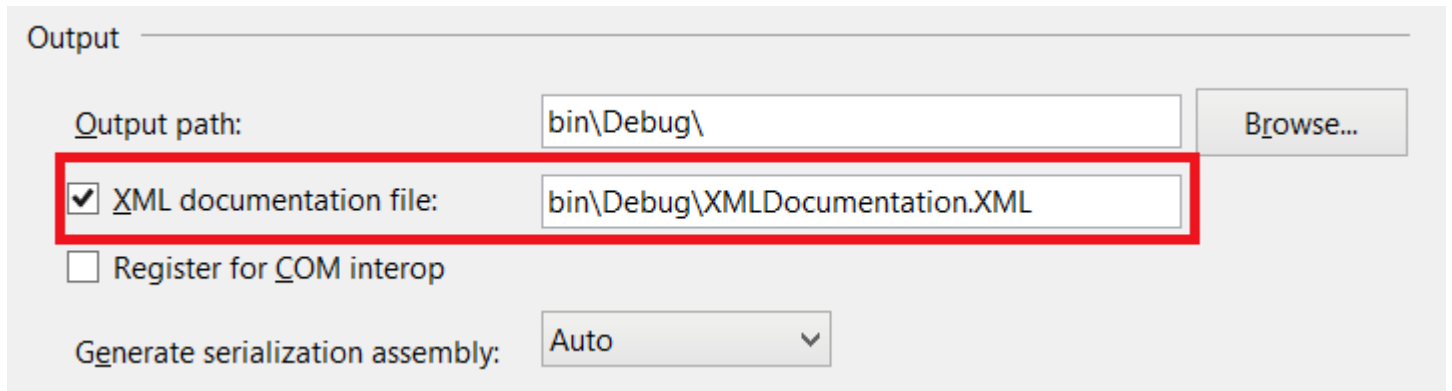 Output
Output path: bin\Debug\ Browse...
XML documentation file: bin\Debug\XMLDocumentation.XML
Register for COM interop
Generate serialization assembly: Auto